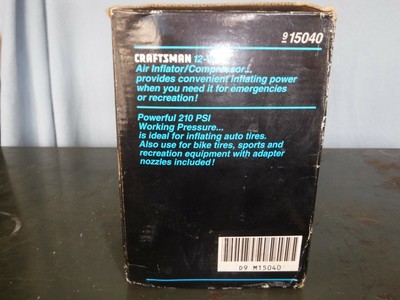 9 15040
CRAFTSMAN
Air Inflator/Compressor...
provides convenient inflating power
when you need it for emergencies
or recreation!
Powerful 210 PSI
Working Pressure...
is ideal for inflating auto tires.
Also use for bike tires, sports and
recreation equipment with adapter
nozzles included!
D9 M15040